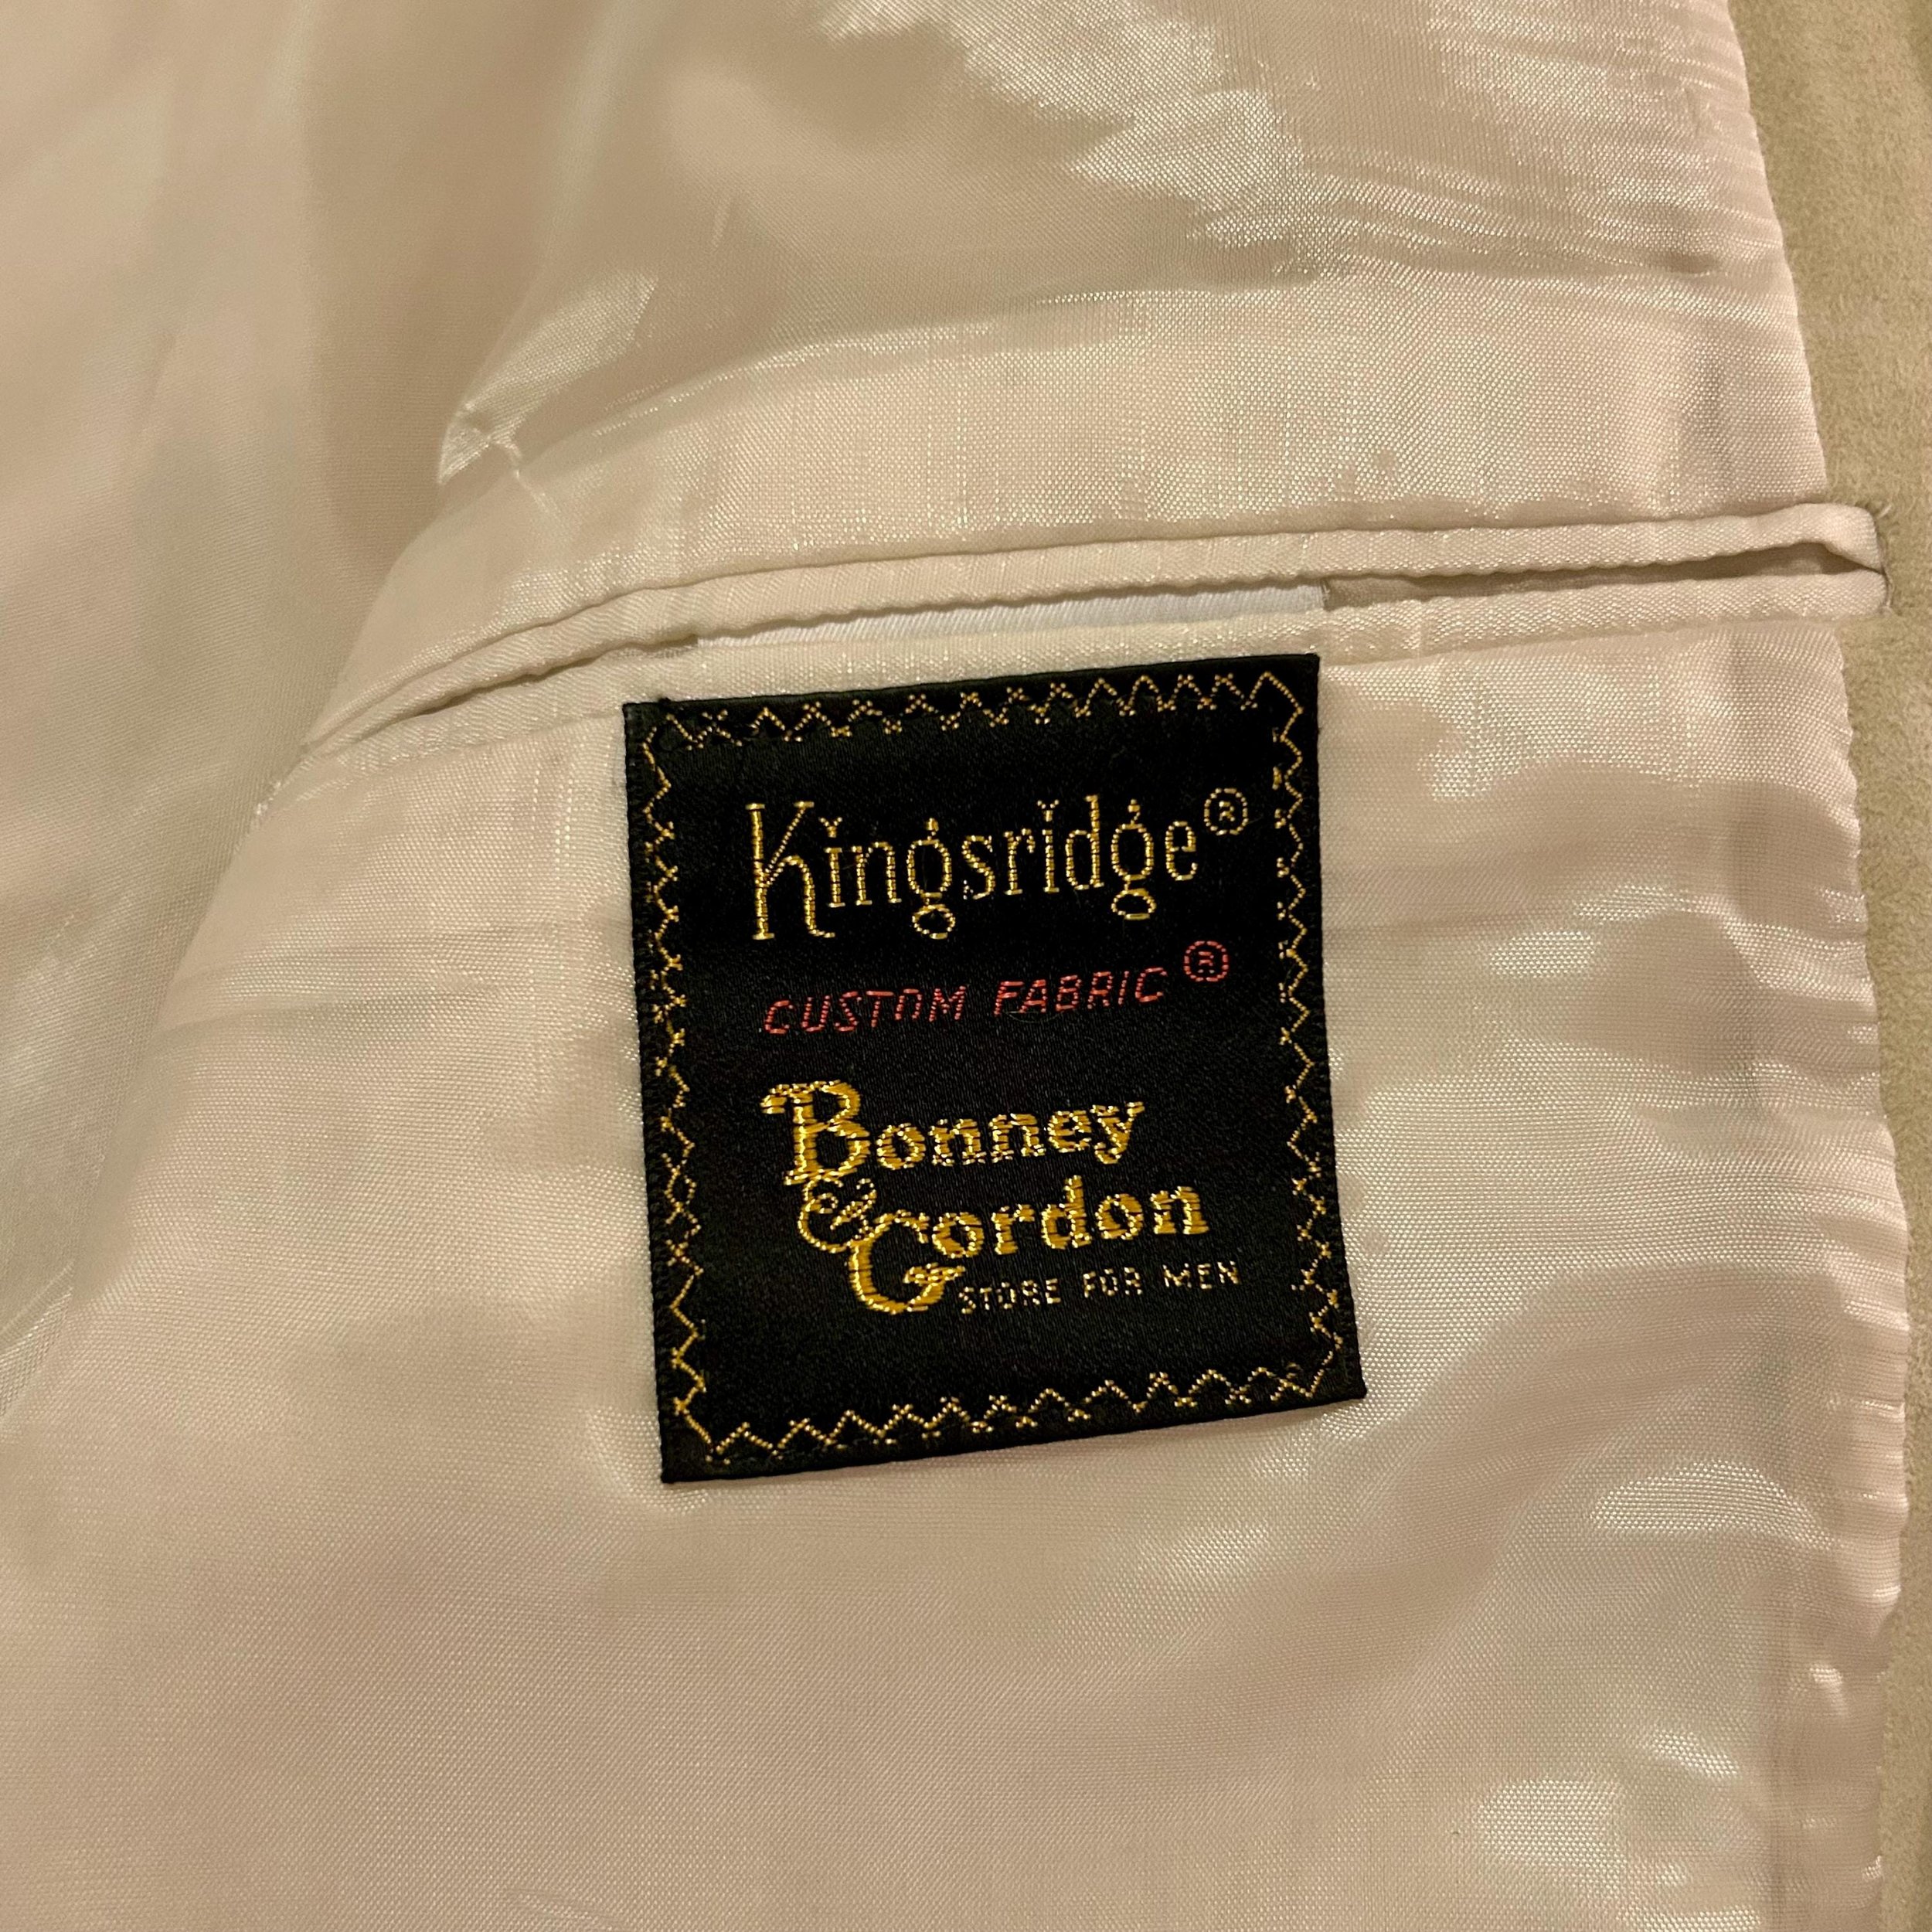 Kingsridge®
CUSTOM FABRIC®
Bonney
& Gordon
STORE FOR MEN